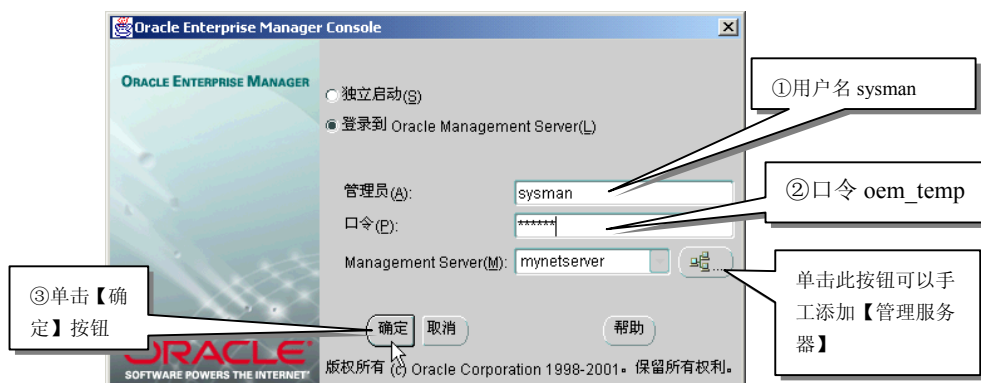 Oracle Enterprise Manager Console
ORACLE ENTERPRISE MANAGER
独立启动(S)
登录到 Oracle Management Server(L)
管理员(A):
sysman
口令(P):
******
Management Server(M):
mynetserver
...
确定
取消
帮助
版权所有 (c) Oracle Corporation 1998-2001。保留所有权利。
ORACLE
SOFTWARE POWERS THE INTERNET
①用户名 sysman
②口令 oem_temp
单击此按钮可以手
工添加【管理服务
器】
③单击【确
定】按钮